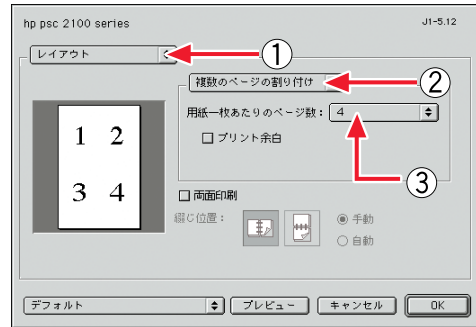 hp psc 2100 series
J1-5.12
レイアウト
①
複数のページの割り付け
②
用紙一枚あたりのページ数： 4
プリント余白
③
1 2
3 4
両面印刷
綴じ位置：
手動
自動
デフォルト
プレビュー
キャンセル
OK